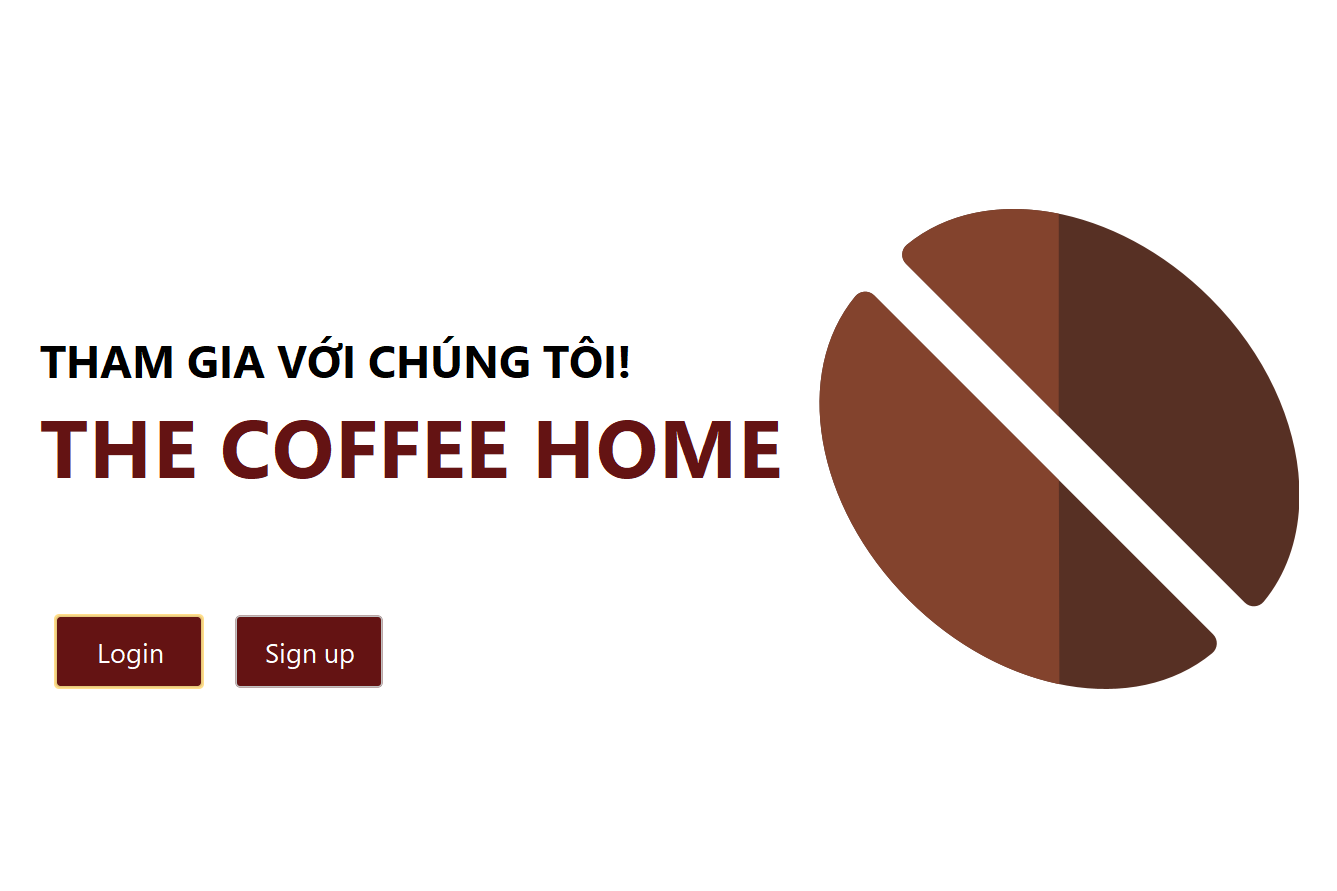 THAM GIA VỚI CHÚNG TÔI!
THE COFFEE HOME
Login
Sign up